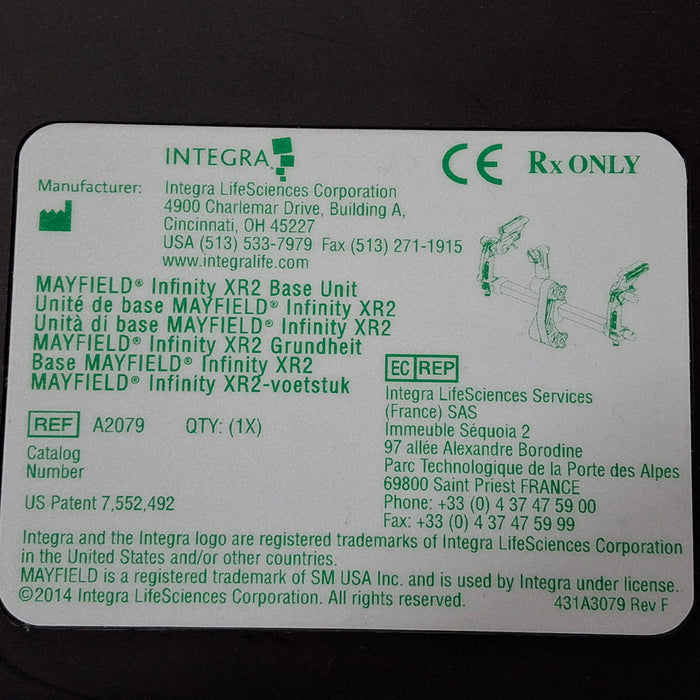 INTEGRA
CE Rx ONLY
Manufacturer:
Integra LifeSciences Corporation
4900 Charlemar Drive, Building A,
Cincinnati, OH 45227
USA (513) 533-7979 Fax (513) 271-1915
www.integralife.com
MAYFIELD® Infinity XR2 Base Unit
Unité de base MAYFIELD® Infinity XR2
Unità di base MAYFIELD® Infinity XR2
MAYFIELD® Infinity XR2 Grundheit
Base MAYFIELD® Infinity XR2
MAYFIELD® Infinity XR2-voetstuk
REF A2079 QTY: (1X)
Catalog
Number
US Patent 7,552,492
EC REP
Integra LifeSciences Services
(France) SAS
Immeuble Séquoia 2
97 allée Alexandre Borodine
Parc Technologique de la Porte des Alpes
69800 Saint Priest FRANCE
Phone: +33 (0) 4 37 47 59 00
Fax: +33 (0) 4 37 47 59 99
Integra and the Integra logo are registered trademarks of Integra LifeSciences Corporation
in the United States and/or other countries.
MAYFIELD is a registered trademark of SM USA Inc. and is used by Integra under license.
©2014 Integra LifeSciences Corporation. All rights reserved. 431A3079 Rev F